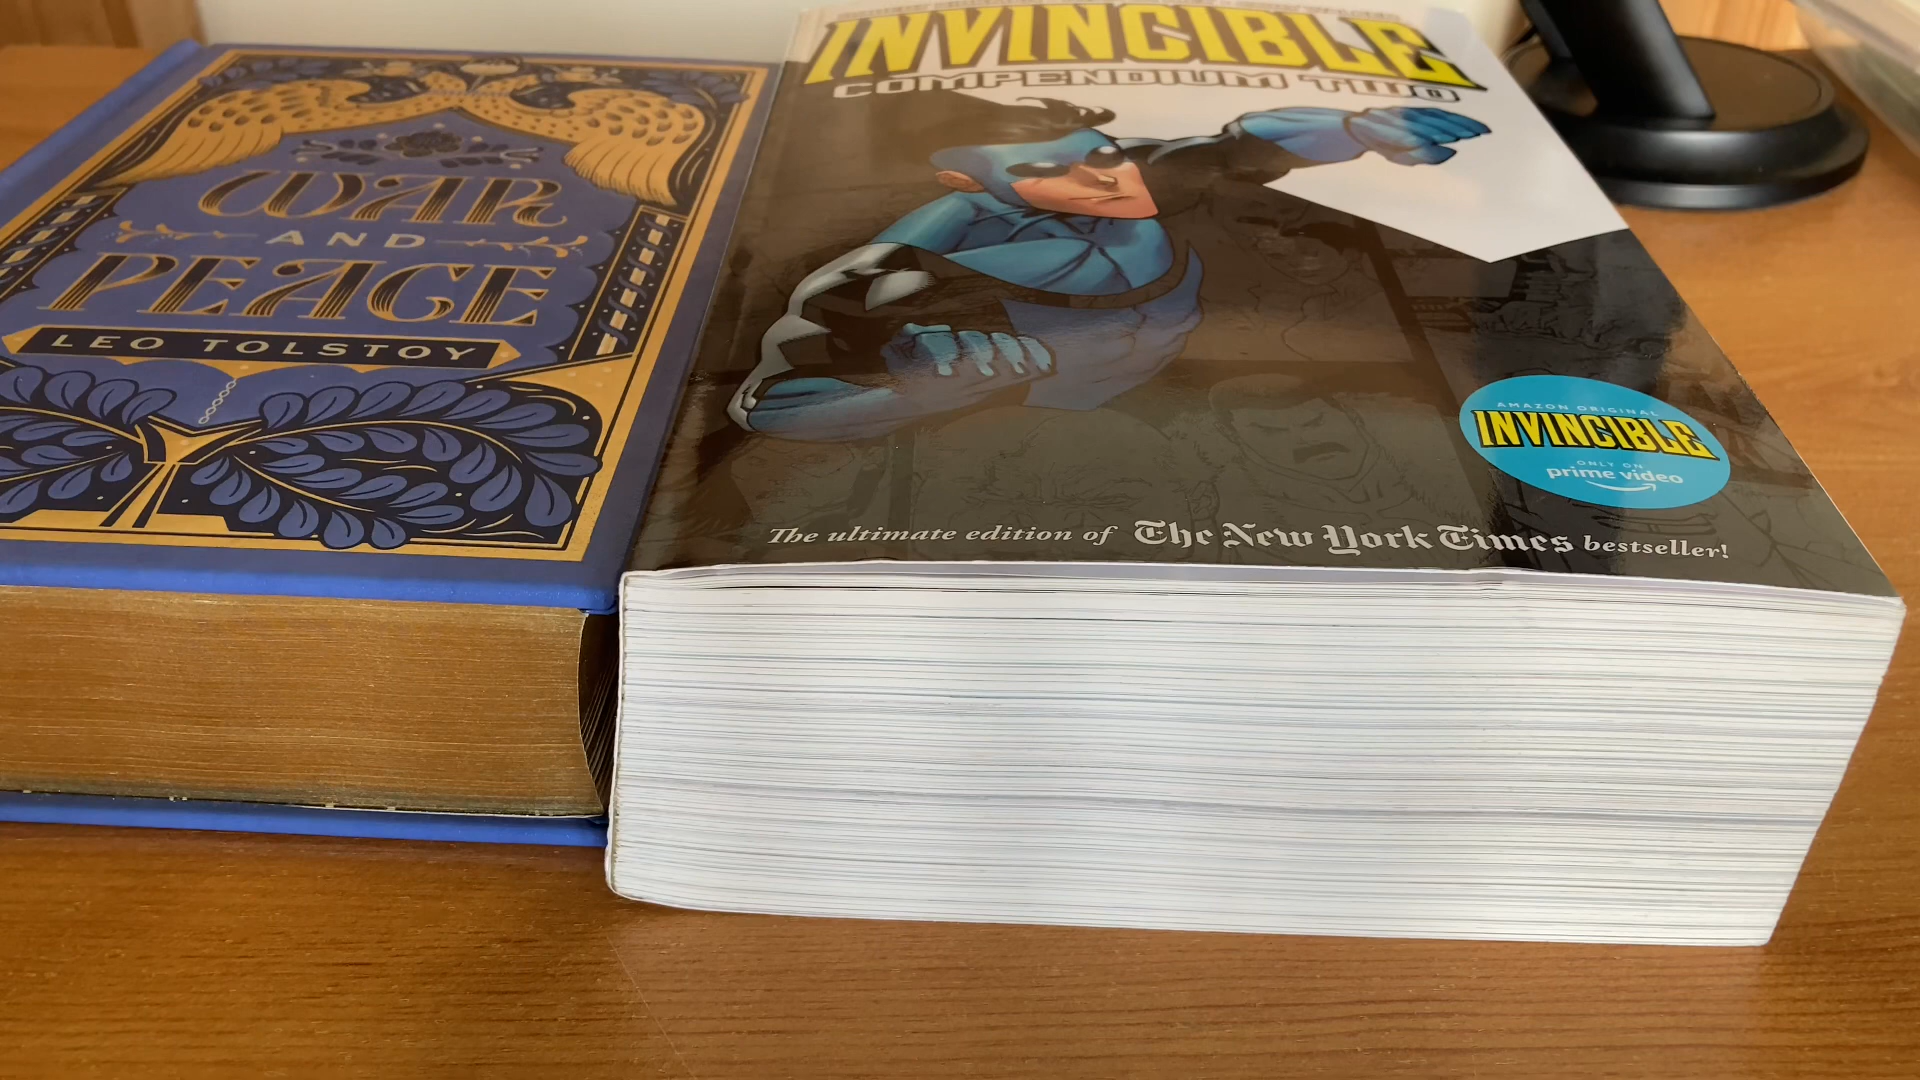 WAR
AND
PEACE
LEO TOLSTOY
INVINCIBLE
COMPENDIUM TWO
AMAZON ORIGINAL
INVINCIBLE
ONLY ON
prime video
The ultimate edition of The New York Times bestseller!